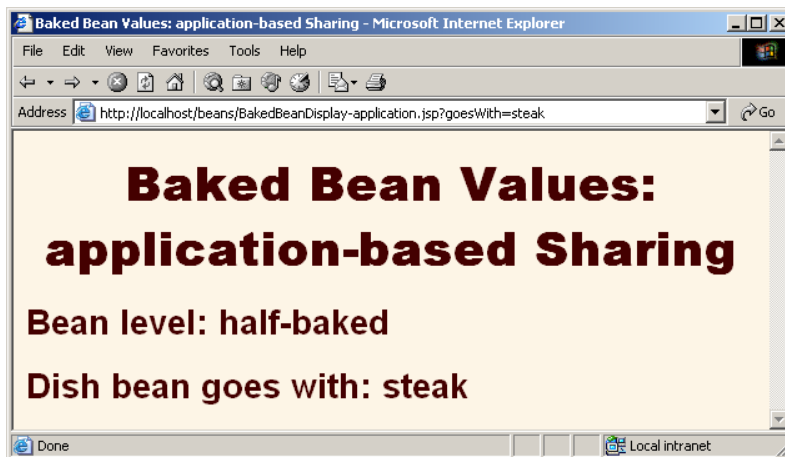 Baked Bean Values: application-based Sharing - Microsoft Internet Explorer
File Edit View Favorites Tools Help
Address http://localhost/beans/BakedBeanDisplay-application.jsp?goesWith=steak Go
Baked Bean Values:
application-based Sharing
Bean level: half-baked
Dish bean goes with: steak
Done Local intranet